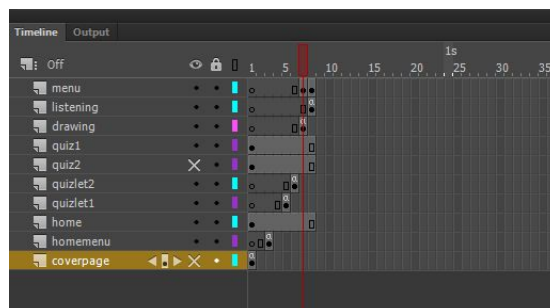 Timeline Output
1s
Off 1 5 10 15 20 25 30 35
menu
listening
drawing
quiz1
quiz2
quizlet2
quizlet1
home
homemenu
coverpage